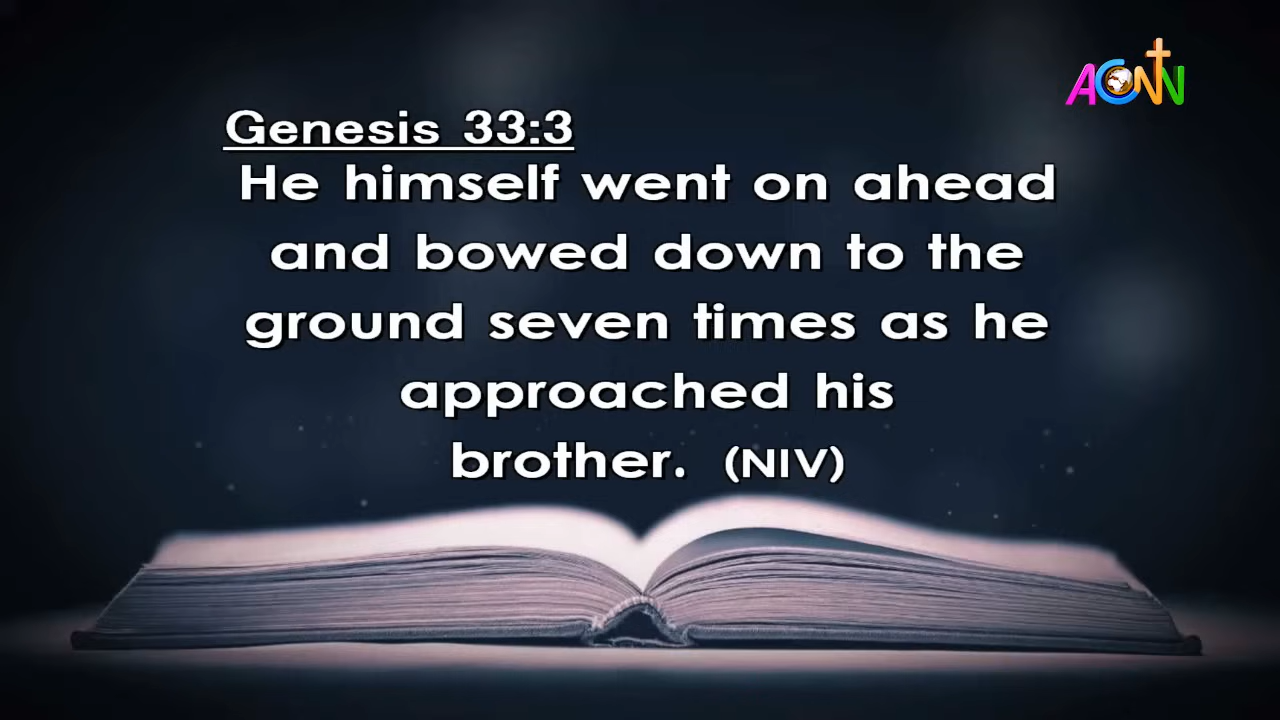 ACNN
Genesis 33:3
He himself went on ahead
and bowed down to the
ground seven times as he
approached his
brother. (NIV)